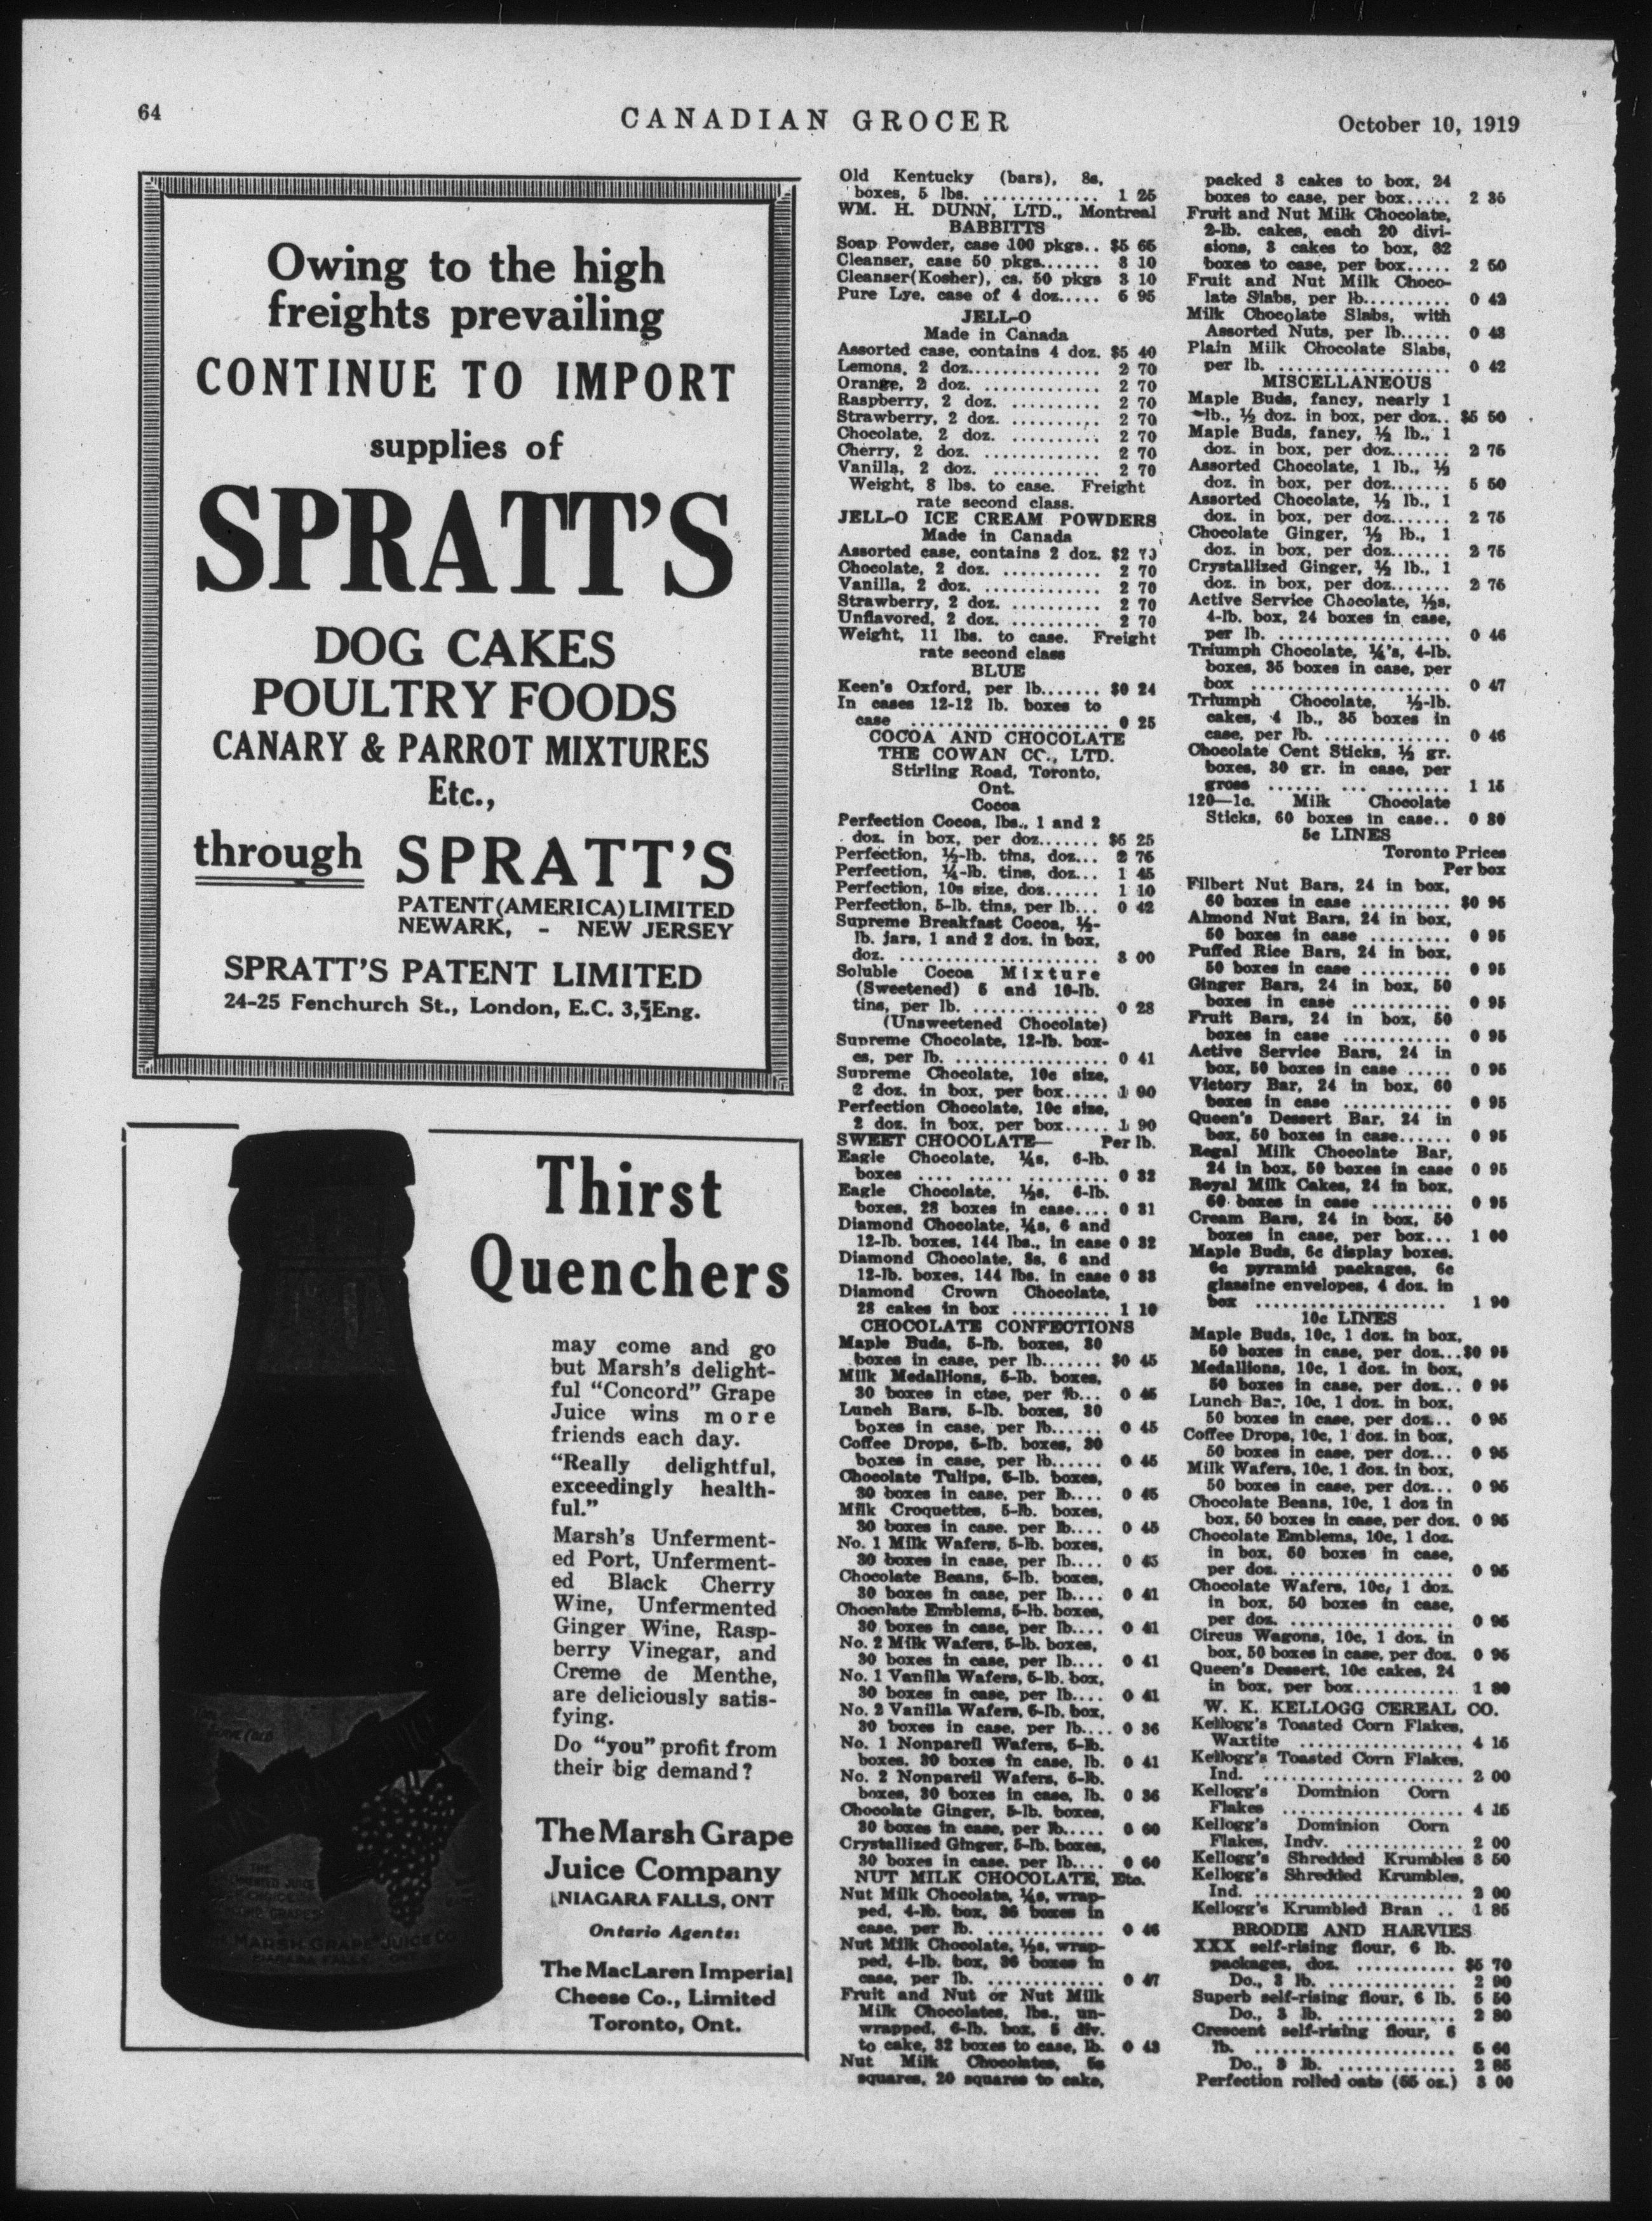 64
CANADIAN GROCER
October 10, 1919
Owing to the high
freights prevailing
CONTINUE TO IMPORT
supplies of
SPRATT'S
DOG CAKES
POULTRY FOODS
CANARY & PARROT MIXTURES
Etc.,
through SPRATT'S
PATENT (AMERICA) LIMITED
NEWARK, - NEW JERSEY
SPRATT'S PATENT LIMITED
24-25 Fenchurch St., London, E.C. 3, Eng.
Thirst
Quenchers
may come and go
but Marsh's delight-
ful "Concord" Grape
Juice wins more
friends each day.
"Really delightful,
exceedingly health-
ful."
Marsh's Unferment-
ed Port, Unferment-
ed Black Cherry
Wine, Unfermented
Ginger Wine, Rasp-
berry Vinegar, and
Creme de Menthe,
are deliciously satis-
fying.
Do "you" profit from
their big demand?
The Marsh Grape
Juice Company
NIAGARA FALLS, ONT
Ontario Agents:
The MacLaren Imperial
Cheese Co., Limited
Toronto, Ont.
MARSH GRAPE JUICE CO
NIAGARA FALLS ONT
Old Kentucky (bars), 8s,
boxes, 5 lbs. ............. 1 25
WM. H. DUNN, LTD., Montreal
BABBITTS
Soap Powder, case 100 pkgs.. $5 65
Cleanser, case 50 pkgs....... 3 10
Cleanser (Kosher), ca. 50 pkgs 3 10
Pure Lye, case of 4 doz..... 5 95
JELL-O
Made in Canada
Assorted case, contains 4 doz. $5 40
Lemons, 2 doz............... 2 70
Orange, 2 doz. ............. 2 70
Raspberry, 2 doz. .......... 2 70
Strawberry, 2 doz. .......... 2 70
Chocolate, 2 doz. .......... 2 70
Cherry, 2 doz. ............. 2 70
Vanilla, 2 doz. ............ 2 70
Weight, 8 lbs. to case. Freight
rate second class.
JELL-O ICE CREAM POWDERS
Made in Canada
Assorted case, contains 2 doz. $2 70
Chocolate, 2 doz. ........... 2 70
Vanilla, 2 doz. ............. 2 70
Strawberry, 2 doz. .......... 2 70
Unflavored, 2 doz. .......... 2 70
Weight, 11 lbs. to case. Freight
rate second class
BLUE
Keen's Oxford, per lb....... $0 24
In cases 12-12 lb. boxes to
case ...................... 0 25
COCOA AND CHOCOLATE
THE COWAN CO., LTD.
Stirling Road, Toronto,
Ont.
Cocoa
Perfection Cocoa, lbs., 1 and 2
doz. in box, per doz....... $5 25
Perfection, ½-lb. tins, doz... 2 75
Perfection, ¼-lb. tins, doz... 1 45
Perfection, 10s size, doz...... 1 10
Perfection, 5-lb. tins, per lb... 0 42
Supreme Breakfast Cocoa, ½-
lb. jars, 1 and 2 doz. in box,
doz. ...................... 3 00
Soluble Cocoa Mixture
(Sweetened) 5 and 10-lb.
tins, per lb. .............. 0 28
(Unsweetened Chocolate)
Supreme Chocolate, 12-lb. box-
es, per lb. ................. 0 41
Supreme Chocolate, 10c size,
2 doz. in box, per box..... 1 90
Perfection Chocolate, 10c size,
2 doz. in box, per box..... 1 90
SWEET CHOCOLATE— Per lb.
Eagle Chocolate, ¼s, 6-lb.
boxes .... ..... ......... 0 32
Eagle Chocolate, ½s, 6-lb.
boxes, 28 boxes in case.... 0 31
Diamond Chocolate, ¼s, 6 and
12-lb. boxes, 144 lbs., in case 0 32
Diamond Chocolate, 8s, 6 and
12-lb. boxes, 144 lbs. in case 0 33
Diamond Crown Chocolate,
28 cakes in box ........... 1 10
CHOCOLATE CONFECTIONS
Maple Buds, 5-lb. boxes, 30
boxes in case, per lb....... $0 45
Milk Medallions, 5-lb. boxes,
30 boxes in ctse, per lb... 0 45
Lunch Bars, 5-lb. boxes, 30
boxes in case, per lb...... 0 45
Coffee Drops, 5-lb. boxes, 30
boxes in case, per lb...... 0 45
Chocolate Tulips, 5-lb. boxes,
30 boxes in case, per lb.... 0 45
Milk Croquettes, 5-lb. boxes,
30 boxes in case. per lb.... 0 45
No. 1 Milk Wafers, 5-lb. boxes,
30 boxes in case, per lb.... 0 45
Chocolate Beans, 5-lb. boxes,
30 boxes in case, per lb.... 0 41
Chocolate Emblems, 5-lb. boxes,
30 boxes in case, per lb.... 0 41
No. 2 Milk Wafers, 5-lb. boxes,
30 boxes in case, per lb.... 0 41
No. 1 Vanilla Wafers, 5-lb. box,
30 boxes in case, per lb.... 0 41
No. 2 Vanilla Wafers, 5-lb. box,
30 boxes in case, per lb.... 0 36
No. 1 Nonpareil Wafers, 5-lb.
boxes, 30 boxes in case, lb. 0 41
No. 2 Nonpareil Wafers, 5-lb.
boxes, 30 boxes in case, lb. 0 36
Chocolate Ginger, 5-lb. boxes,
30 boxes in case, per lb..... 0 60
Crystallized Ginger, 5-lb. boxes,
30 boxes in case, per lb.... 0 60
NUT MILK CHOCOLATE, Etc.
Nut Milk Chocolate, ¼s, wrap-
ped, 4-lb. box, 36 boxes in
case, per lb. ............. 0 46
Nut Milk Chocolate, ½s, wrap-
ped, 4-lb. box, 36 boxes in
case, per lb. ............. 0 47
Fruit and Nut or Nut Milk
Milk Chocolates, lbs., un-
wrapped, 6-lb. box, 5 div.
to cake, 32 boxes to case, lb. 0 43
Nut Milk Chocolates, 5s
squares, 20 squares to cake,
packed 3 cakes to box, 24
boxes to case, per box..... 2 35
Fruit and Nut Milk Chocolate,
2-lb. cakes, each 20 divi-
sions, 3 cakes to box, 32
boxes to case, per box..... 2 50
Fruit and Nut Milk Choco-
late Slabs, per lb.......... 0 42
Milk Chocolate Slabs, with
Assorted Nuts, per lb...... 0 43
Plain Milk Chocolate Slabs,
per lb. .................... 0 42
MISCELLANEOUS
Maple Buds, fancy, nearly 1
lb., ½ doz. in box, per doz.. $5 50
Maple Buds, fancy, ½ lb., 1
doz. in box, per doz....... 2 75
Assorted Chocolate, 1 lb., ½
doz. in box, per doz....... 5 50
Assorted Chocolate, ½ lb., 1
doz. in box, per doz....... 2 75
Chocolate Ginger, ½ lb., 1
doz. in box, per doz....... 2 75
Crystallized Ginger, ½ lb., 1
doz. in box, per doz....... 2 75
Active Service Chocolate, ½s,
4-lb. box, 24 boxes in case,
per lb. ................... 0 46
Triumph Chocolate, ¼'s, 4-lb.
boxes, 35 boxes in case, per
box ...................... 0 47
Triumph Chocolate, ½-lb.
cakes, 4 lb., 35 boxes in
case, per lb. .............. 0 46
Chocolate Cent Sticks, ½ gr.
boxes, 30 gr. in case, per
gross ...... ... ....... 1 15
120—1c. Milk Chocolate
Sticks, 60 boxes in case.. 0 80
5c LINES
Toronto Prices
Per box
Filbert Nut Bars, 24 in box,
60 boxes in case .......... $0 95
Almond Nut Bars, 24 in box,
50 boxes in case ......... 0 95
Puffed Rice Bars, 24 in box,
50 boxes in case .......... 0 95
Ginger Bars, 24 in box, 50
boxes in case ........... 0 95
Fruit Bars, 24 in box, 50
boxes in case ............ 0 95
Active Service Bars, 24 in
box, 50 boxes in case ..... 0 95
Victory Bar, 24 in box, 60
boxes in case ............ 0 95
Queen's Dessert Bar, 24 in
box, 50 boxes in case...... 0 95
Regal Milk Chocolate Bar,
24 in box, 50 boxes in case 0 95
Royal Milk Cakes, 24 in box,
60 boxes in case ......... 0 95
Cream Bars, 24 in box, 50
boxes in case, per box... 1 00
Maple Buds, 6c display boxes.
6c pyramid packages, 6c
glassine envelopes, 4 doz. in
box ..................... 1 90
10c LINES
Maple Buds, 10c, 1 doz. in box,
50 boxes in case, per doz...$0 95
Medallions, 10c, 1 doz. in box,
50 boxes in case, per doz... 0 95
Lunch Bar, 10c, 1 doz. in box,
50 boxes in case, per doz... 0 95
Coffee Drops, 10c, 1 doz. in box,
50 boxes in case, per doz... 0 95
Milk Wafers, 10c, 1 doz. in box,
50 boxes in case, per doz... 0 95
Chocolate Beans, 10c, 1 doz in
box, 50 boxes in case, per doz. 0 95
Chocolate Emblems, 10c, 1 doz.
in box, 50 boxes in case,
per doz. .................. 0 95
Chocolate Wafers, 10c, 1 doz.
in box, 50 boxes in case,
per doz. ................. 0 95
Circus Wagons, 10c, 1 doz. in
box, 50 boxes in case, per doz. 0 95
Queen's Dessert, 10c cakes, 24
in box, per box............ 1 80
W. K. KELLOGG CEREAL CO.
Kellogg's Toasted Corn Flakes,
Waxtite .................. 4 15
Kellogg's Toasted Corn Flakes,
Ind. ...................... 2 00
Kellogg's Dominion Corn
Flakes .................... 4 15
Kellogg's Dominion Corn
Flakes, Indv. ............. 2 00
Kellogg's Shredded Krumbles 3 50
Kellogg's Shredded Krumbles,
Ind. ....................... 2 00
Kellogg's Krumbled Bran .. 1 85
BRODIE AND HARVIES
XXX self-rising flour, 6 lb.
packages, doz. ........... $5 70
Do., 3 lb. .............. 2 90
Superb self-rising flour, 6 lb. 5 50
Do., 3 lb. ............. 2 80
Crescent self-rising flour, 6
lb. ...................... 5 60
Do., 3 lb. ............. 2 85
Perfection rolled oats (55 oz.) 3 00